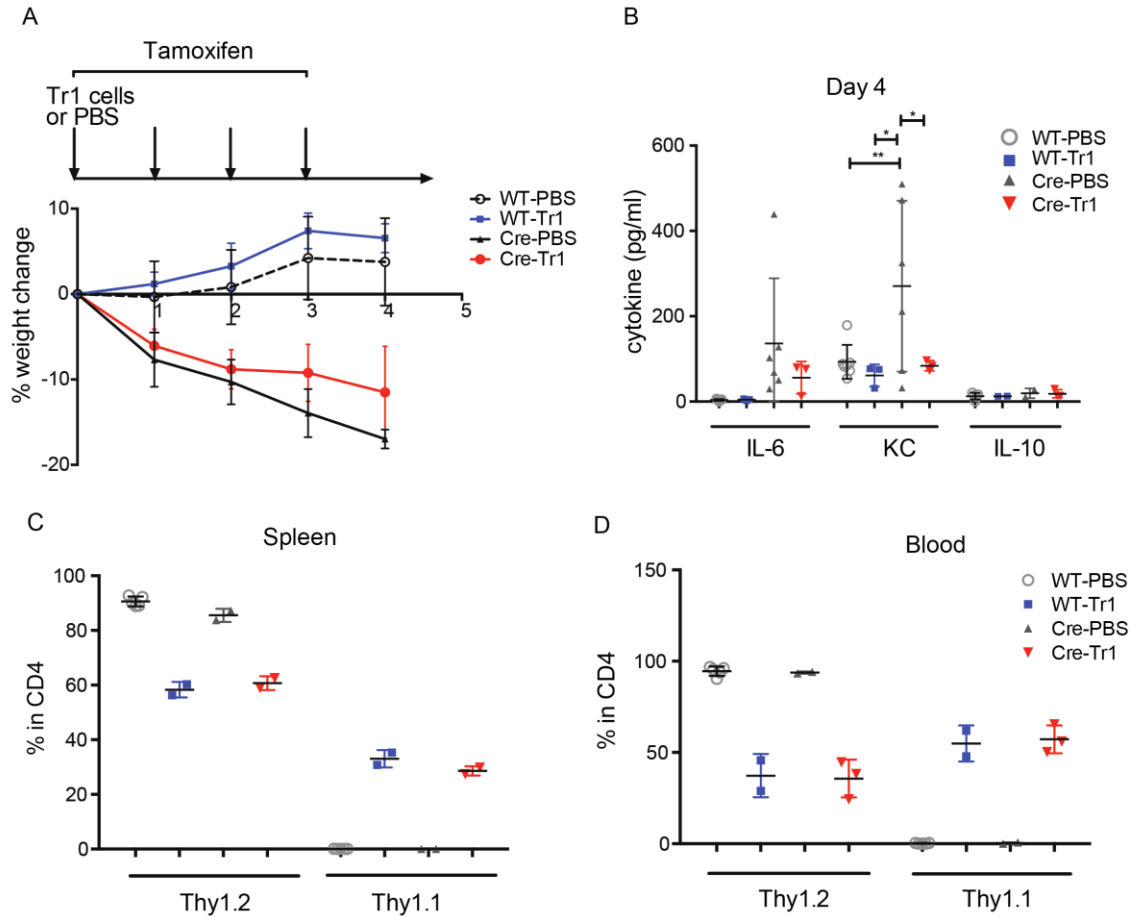 A
Tamoxifen
Tr1 cells
or PBS
10
0
-10
-20
1
2
3
4
5
% weight change
WT-PBS
WT-Tr1
Cre-PBS
Cre-Tr1
B
Day 4
600
400
200
0
cytokine (pg/ml)
**
*
*
WT-PBS
WT-Tr1
Cre-PBS
Cre-Tr1
IL-6
KC
IL-10
C
Spleen
100
80
60
40
20
0
% in CD4
Thy1.2
Thy1.1
D
Blood
150
100
50
0
% in CD4
WT-PBS
WT-Tr1
Cre-PBS
Cre-Tr1
Thy1.2
Thy1.1